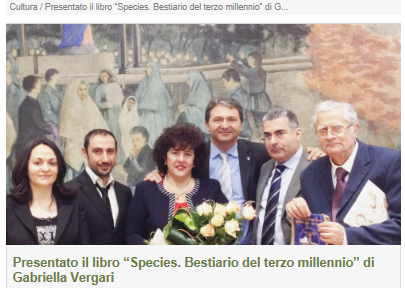 Cultura / Presentato il libro “Species. Bestiario del terzo millennio” di G...
Presentato il libro “Species. Bestiario del terzo millennio” di
Gabriella Vergari